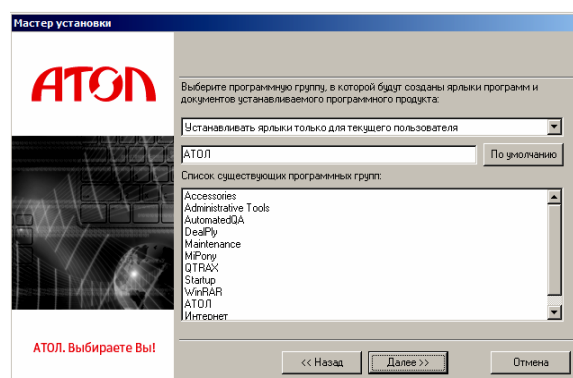 Мастер установки
АТОЛ
Выберите программную группу, в которой будут созданы ярлыки программ и
документов устанавливаемого программного продукта:
Устанавливать ярлыки только для текущего пользователя
АТОЛ
По умолчанию
Список существующих программных групп:
Accessories
Administrative Tools
AutomatedQA
DealPly
Maintenance
MiPony
QTRAX
Startup
WinRAR
АТОЛ
Интернет
АТОЛ. Выбираете Вы!
<< Назад
Далее >>
Отмена